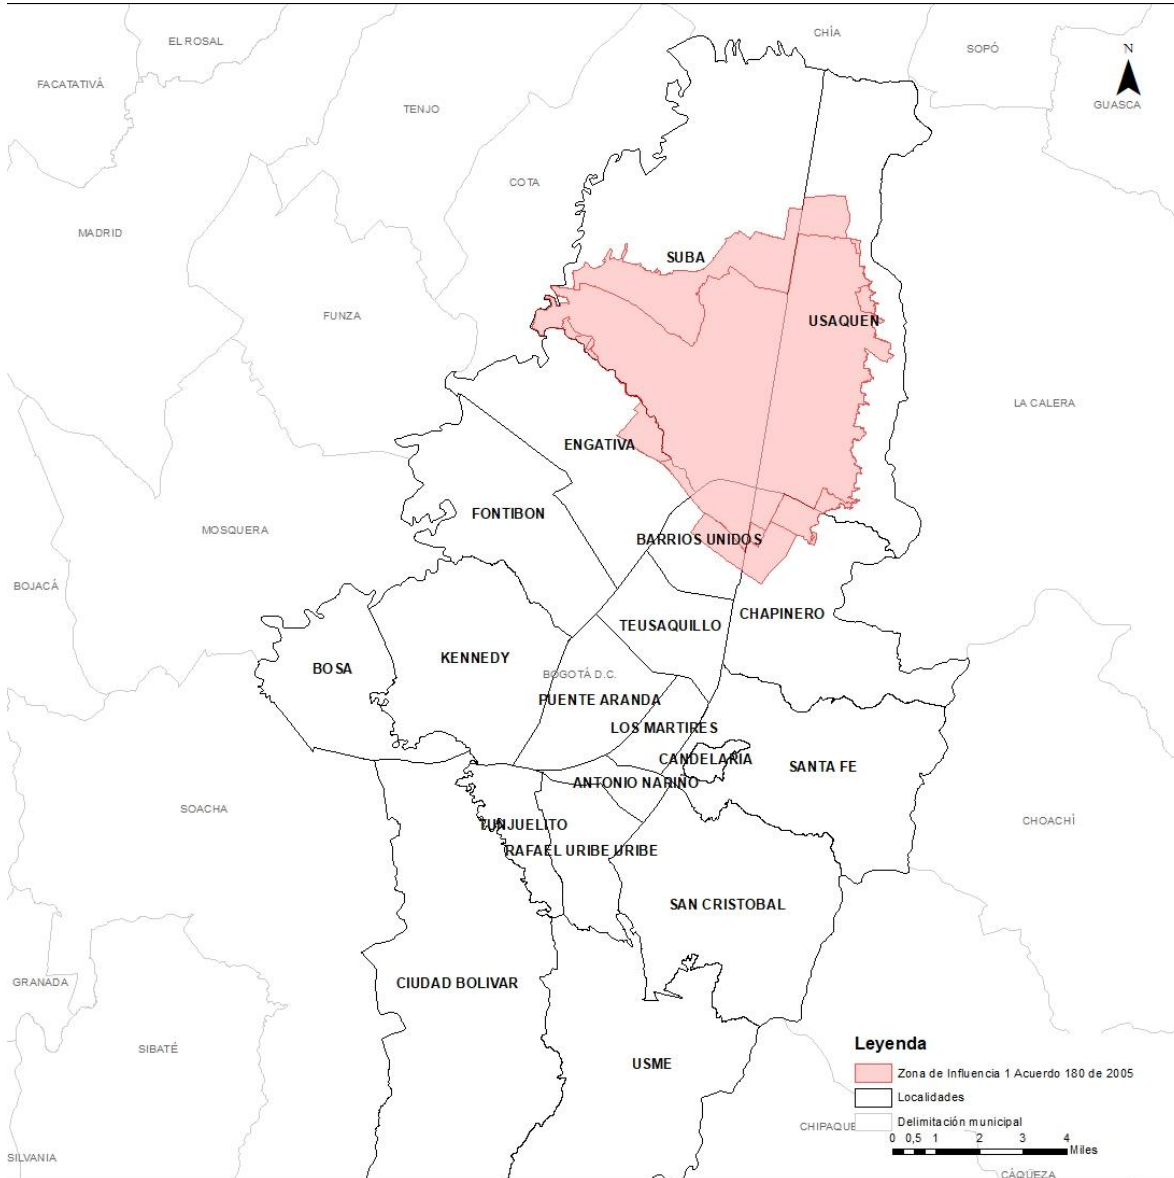 CHÍA
EL ROSAL
SOPÓ
N
FACATATIVÁ
TENJO
GUASCA
COTA
MADRID
SUBA
FUNZA
USAQUEN
LA CALERA
ENGATIVA
FONTIBON
MOSQUERA
BARRIOS UNIDOS
BOJACÁ
CHAPINERO
TEUSAQUILLO
KENNEDY
BOSA
BOGOTÁ D.C.
PUENTE ARANDA
LOS MARTIRES
CANDELARIA
SANTA FE
ANTONIO NARIÑO
SOACHA
CHOACHÍ
TUNJUELITO
RAFAEL URIBE URIBE
SAN CRISTOBAL
GRANADA
CIUDAD BOLIVAR
SIBATÉ
USME
Leyenda
Zona de Influencia 1 Acuerdo 180 de 2005
Localidades
Delimitación municipal
CHIPAQUE
0 0,5 1 2 3 4
Miles
SILVANIA
CÁQUEZA